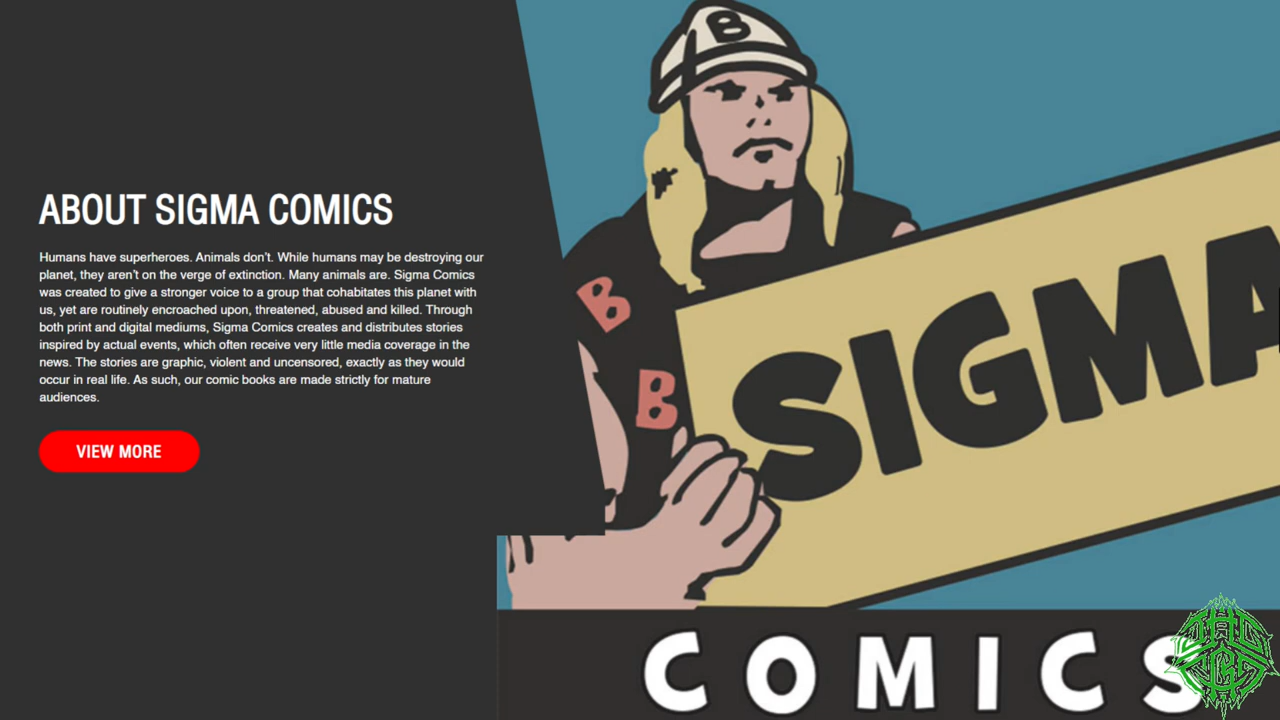 B
ABOUT SIGMA COMICS
Humans have superheroes. Animals don't. While humans may be destroying our
planet, they aren't on the verge of extinction. Many animals are. Sigma Comics
was created to give a stronger voice to a group that cohabitates this planet with
us, yet are routinely encroached upon, threatened, abused and killed. Through
both print and digital mediums, Sigma Comics creates and distributes stories
inspired by actual events, which often receive very little media coverage in the
news. The stories are graphic, violent and uncensored, exactly as they would
occur in real life. As such, our comic books are made strictly for mature
audiences.
VIEW MORE
B
B
SIGMA
COMICS